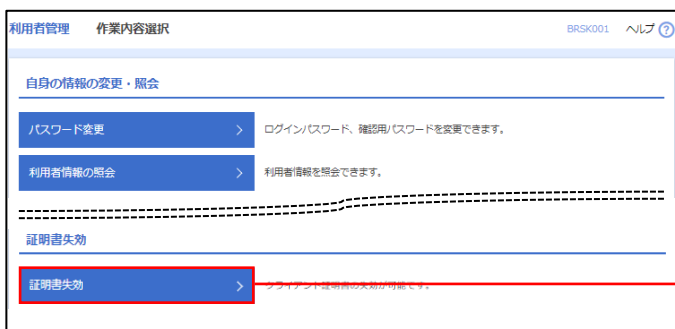 利用者管理 作業内容選択 BRSK001 ヘルプ ?
自身の情報の変更・照会
パスワード変更 ログインパスワード、確認用パスワードを変更できます。
利用者情報の照会 利用者情報を照会できます。
証明書失効
証明書失効 クライアント証明書の失効が可能です。